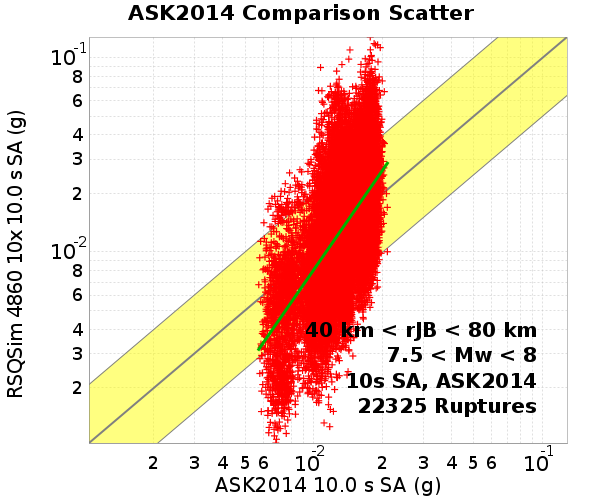 ASK2014 Comparison Scatter
RSQSim 4860 10x 10.0 s SA (g)
10-1
8
6
4
3
2
10-2
8
6
4
3
2
40 km < rJB < 80 km
7.5 < Mw < 8
10s SA, ASK2014
22325 Ruptures
2 3 4 5 6 10-2 2 3 4 5 6 10-1
ASK2014 10.0 s SA (g)